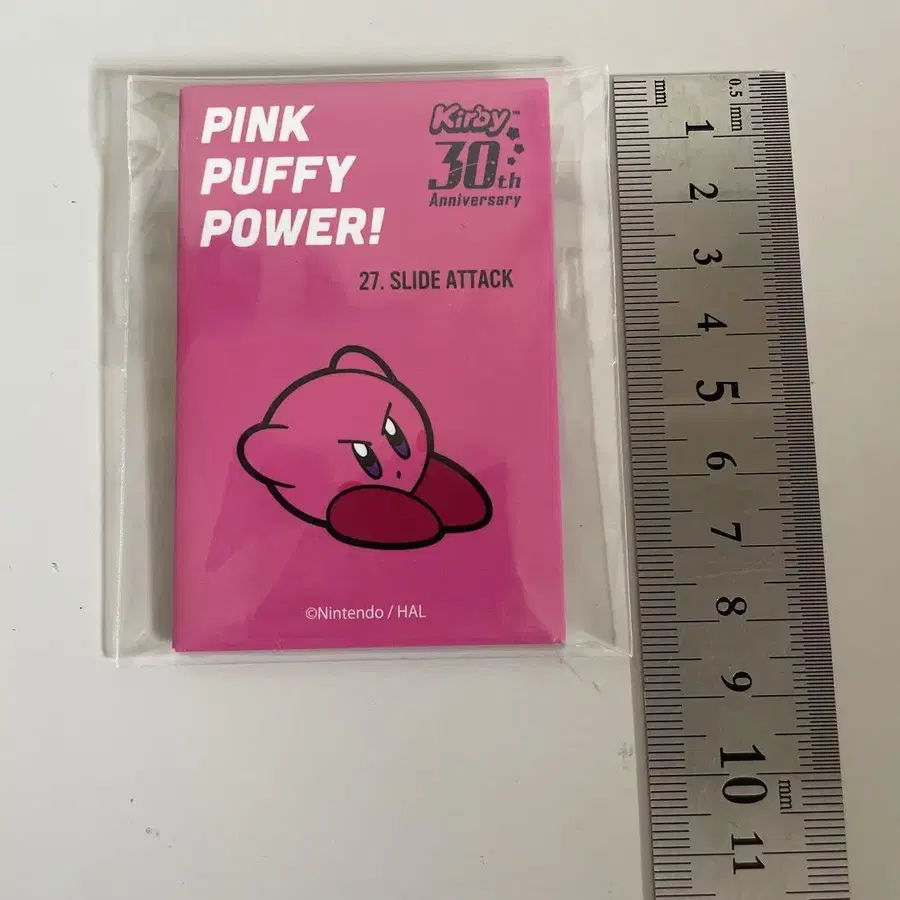 PINK
PUFFY
POWER!
Kirby™
30th
Anniversary
27. SLIDE ATTACK
©Nintendo / HAL
mm
0.5 mm
1
2
3
4
5
6
7
8
9
10
mm
11